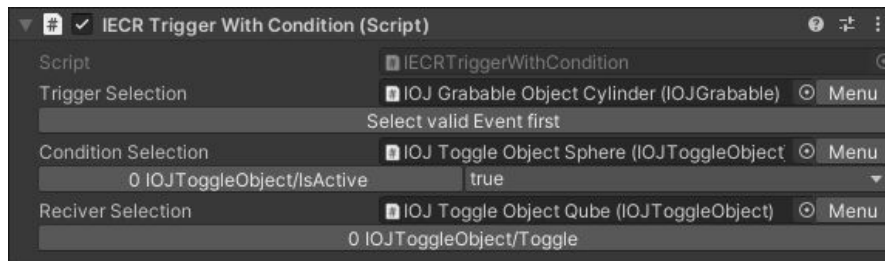 # IECR Trigger With Condition (Script)
Script # IECRTriggerWithCondition
Trigger Selection # IOJ Grabable Object Cylinder (IOJGrabable) Menu
Select valid Event first
Condition Selection # IOJ Toggle Object Sphere (IOJToggleObject Menu
0 IOJToggleObject/IsActive true
Reciver Selection # IOJ Toggle Object Qube (IOJToggleObject) Menu
0 IOJToggleObject/Toggle